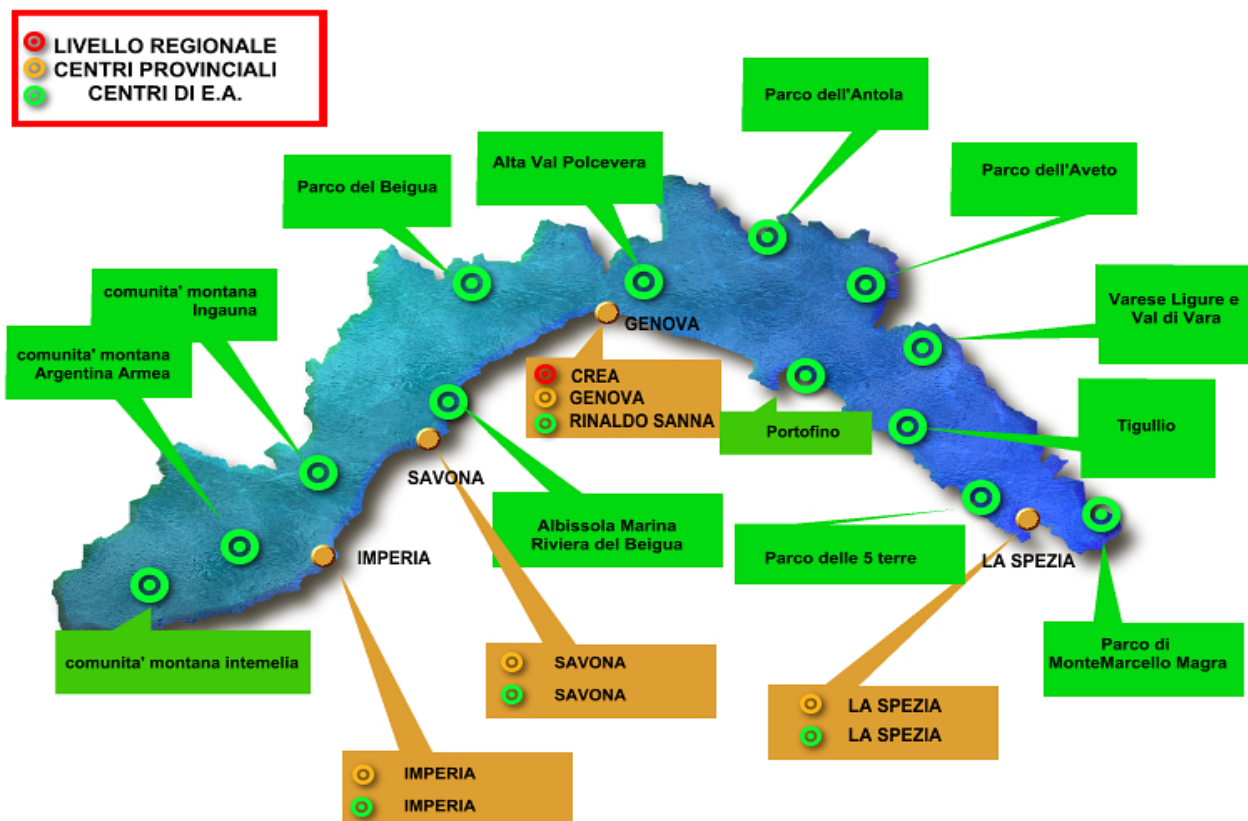 LIVELLO REGIONALE
CENTRI PROVINCIALI
CENTRI DI E.A.
Parco dell'Antola
Alta Val Polcevera
Parco dell'Aveto
Parco del Beigua
comunita' montana
Ingauna
Varese Ligure e
Val di Vara
comunita' montana
Argentina Armea
GENOVA
CREA
GENOVA
RINALDO SANNA
Portofino
Tigullio
SAVONA
Albissola Marina
Riviera del Beigua
IMPERIA
Parco delle 5 terre
LA SPEZIA
comunita' montana intemelia
Parco di
MonteMarcello Magra
SAVONA
SAVONA
LA SPEZIA
LA SPEZIA
IMPERIA
IMPERIA